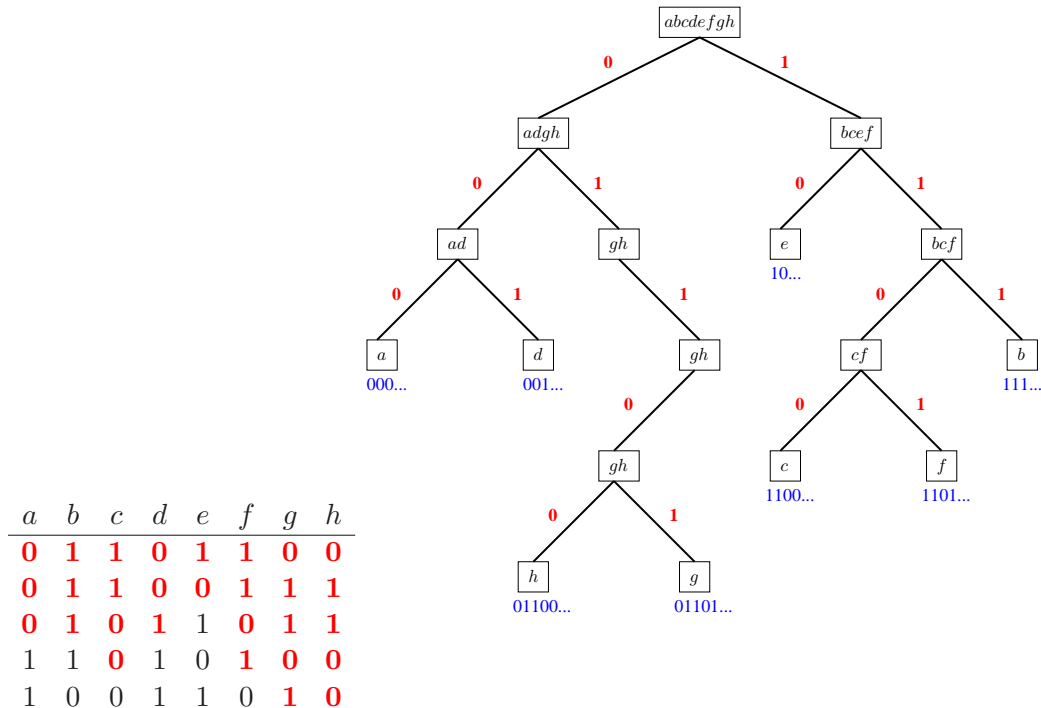 abcdefgh
0 1
adgh bcef
0 1 0 1
ad gh e bcf
10...
0 1 1 0 1
a d gh cf b
000... 001... 111...
0 0 1
gh c f
1100... 1101...
a b c d e f g h
0 1
0 1 1 0 1 1 0 0
h g
0 1 1 0 0 1 1 1
01100... 01101...
0 1 0 1 1 0 1 1
1 1 0 1 0 1 0 0
1 0 0 1 1 0 1 0